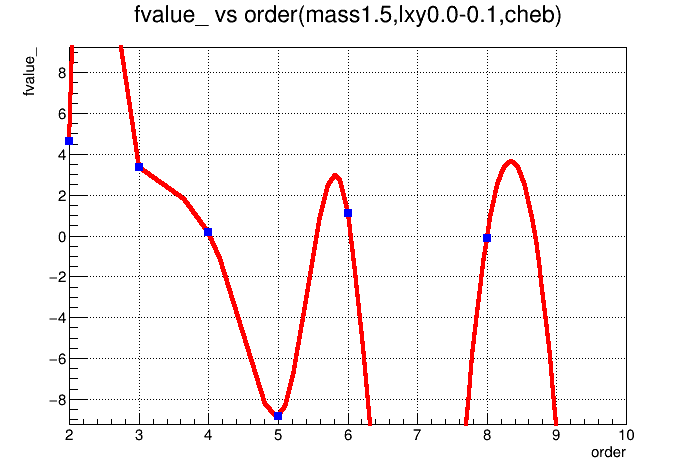 fvalue_ vs order(mass1.5,lxy0.0-0.1,cheb)
fvalue_
8
6
4
2
0
−2
−4
−6
−8
2 3 4 5 6 7 8 9 10
order